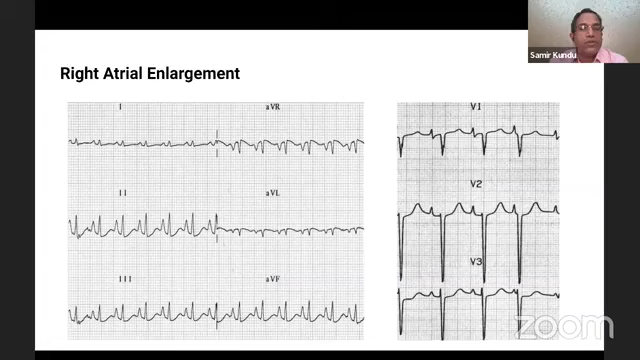 Samir Kundu
Right Atrial Enlargement
I
aVR
V1
II
aVL
V2
III
aVF
V3
zoom